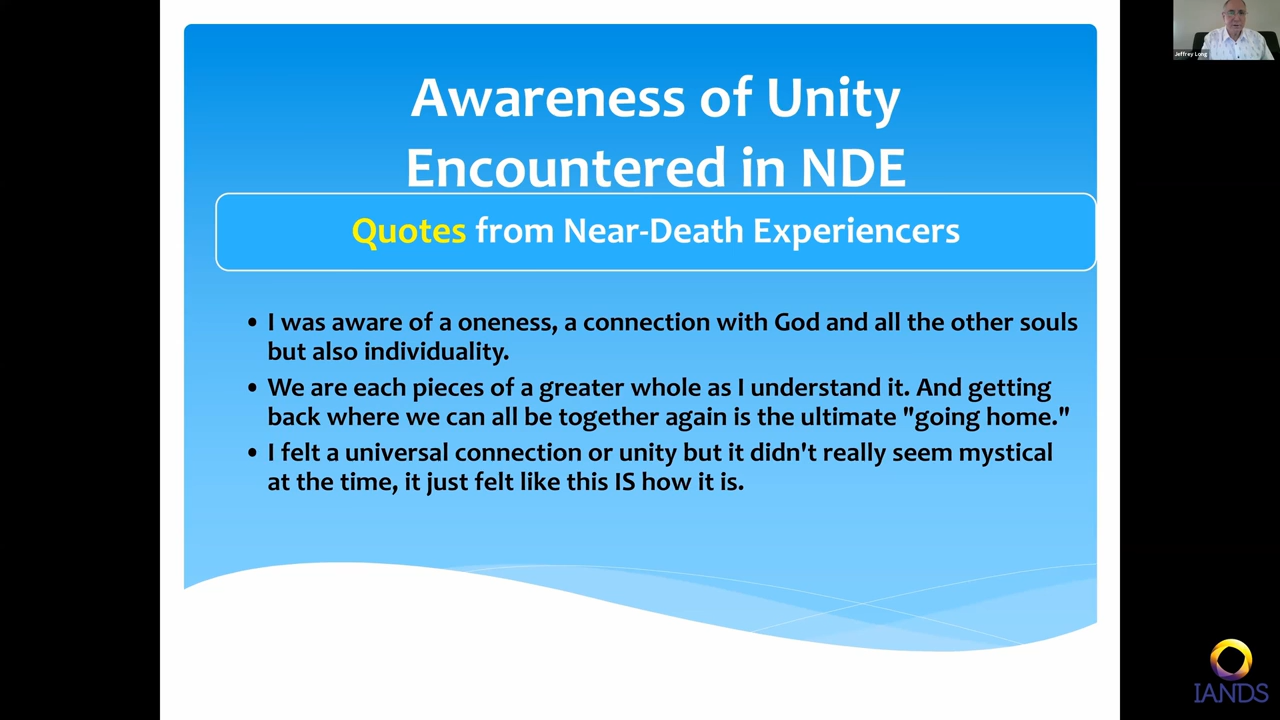 Awareness of Unity
Encountered in NDE
Quotes from Near-Death Experiencers
• I was aware of a oneness, a connection with God and all the other souls
but also individuality.
• We are each pieces of a greater whole as I understand it. And getting
back where we can all be together again is the ultimate "going home."
• I felt a universal connection or unity but it didn't really seem mystical
at the time, it just felt like this IS how it is.
Jeffrey Long
IANDS